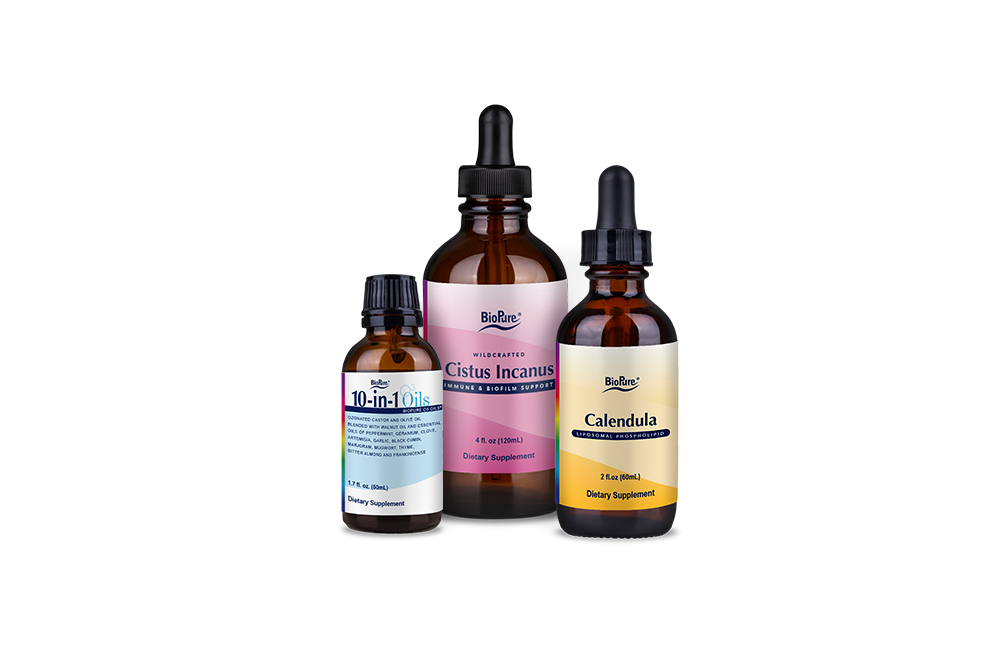 BioPure®
10-in-1 O3 Oils
BIOPURE O3 OILS™
OZONATED CASTOR AND OLIVE OIL
BLENDED WITH WALNUT OIL AND ESSENTIAL
OILS OF PEPPERMINT, GERANIUM, CLOVE,
ARTEMISIA, GARLIC, BLACK CUMIN,
MARJORAM, MUGWORT, THYME,
BITTER ALMOND AND FRANKINCENSE
1.7 fl. oz. (50mL)
Dietary Supplement
BioPure®
WILDCRAFTED
Cistus Incanus
IMMUNE & BIOFILM SUPPORT
4 fl. oz (120mL)
Dietary Supplement
BioPure®
Calendula
LIPOSOMAL PHOSPHOLIPID
2 fl.oz (60mL)
Dietary Supplement